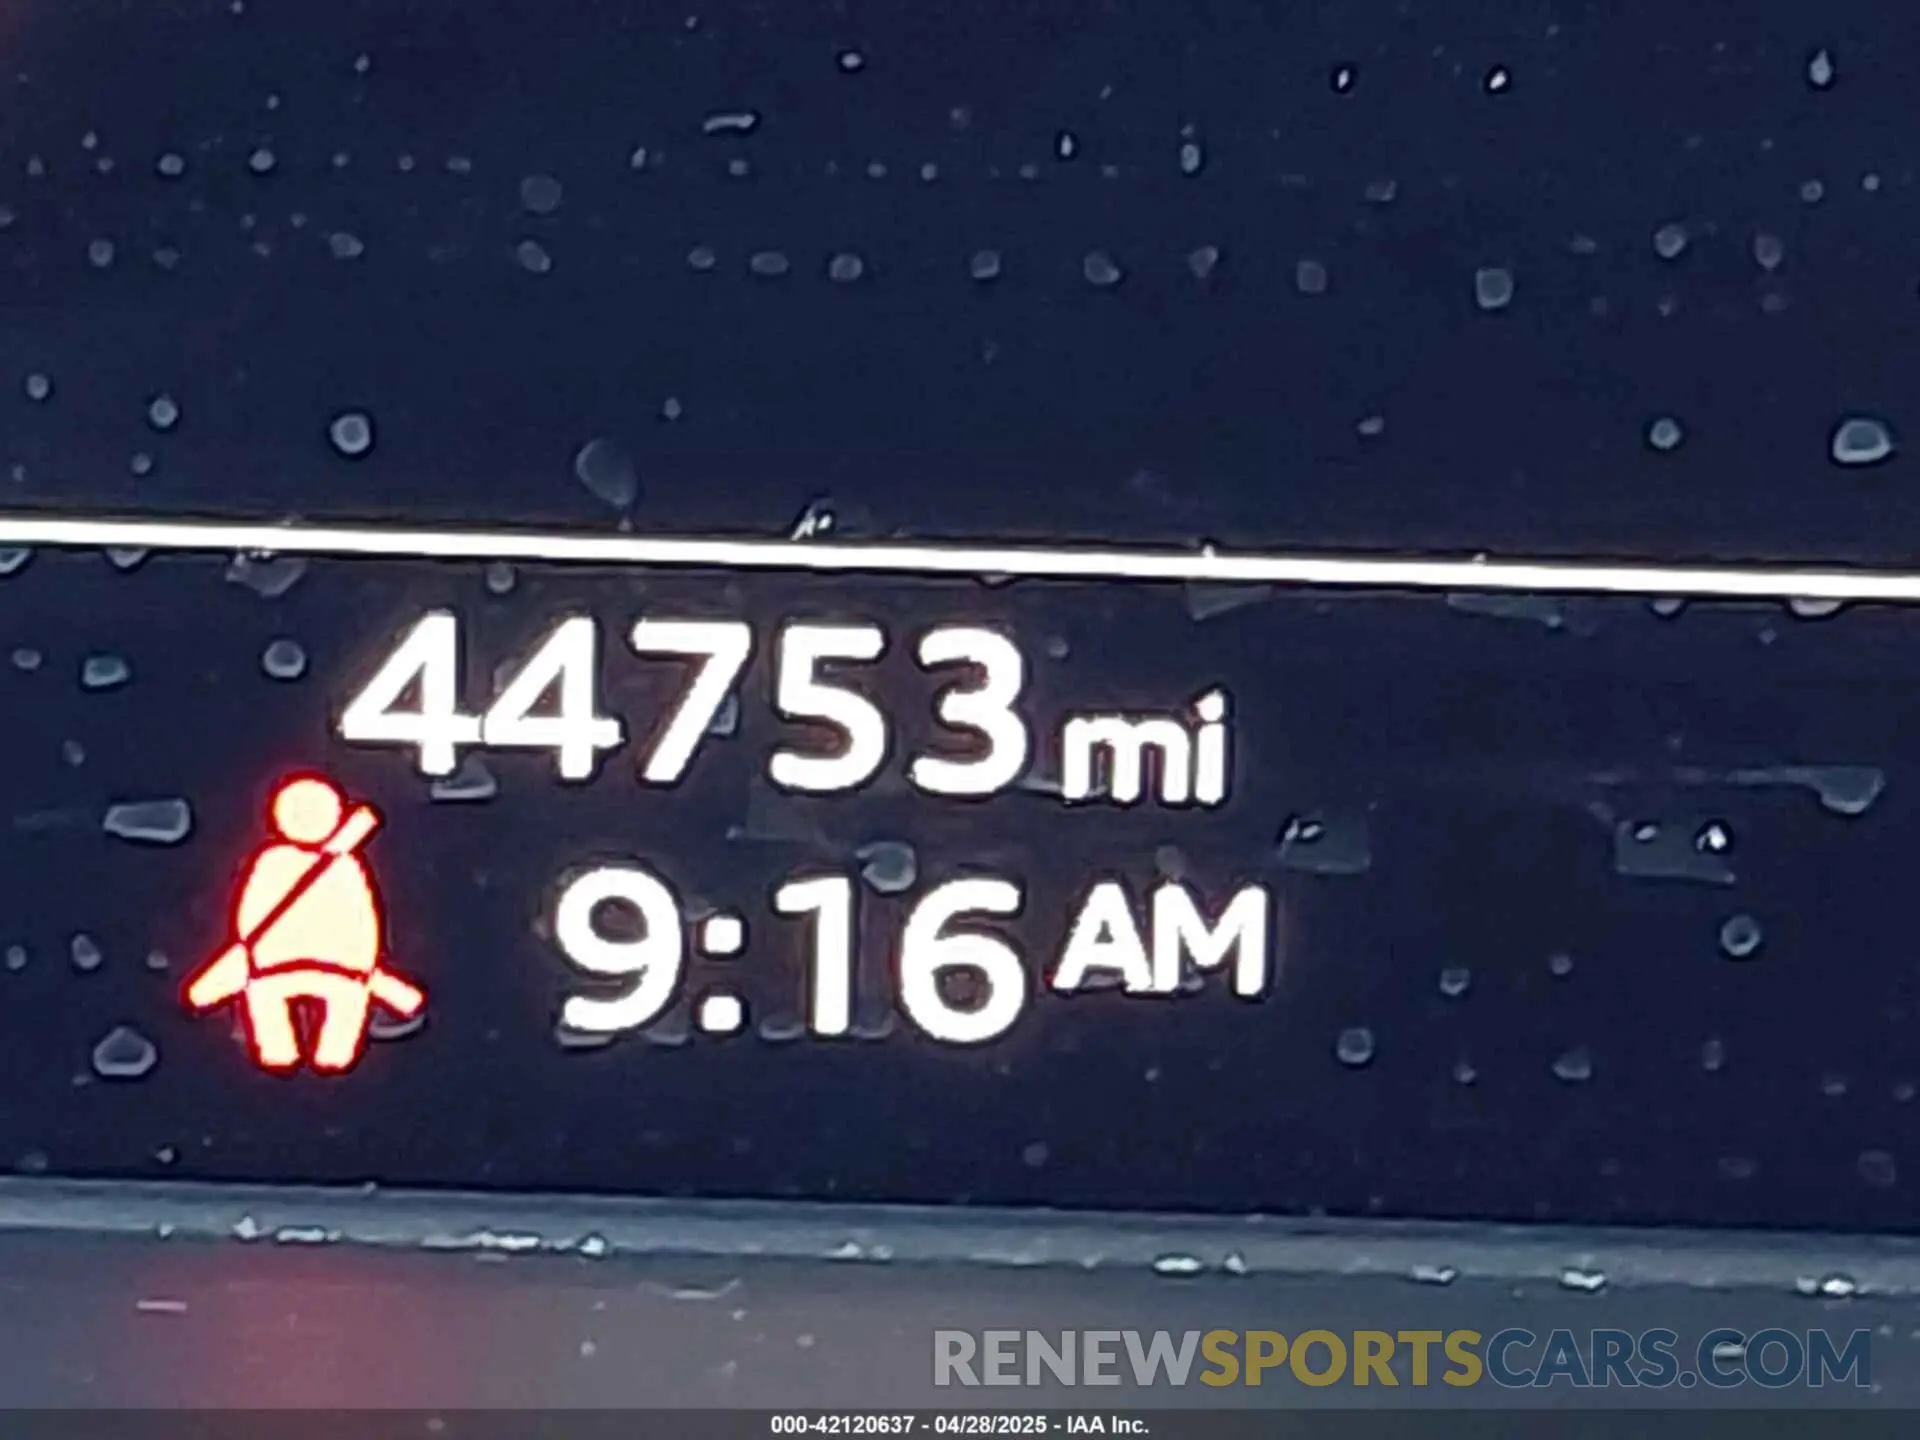 44753 mi
9:16 AM
RENEWSPORTSCARS.COM
000-42120637 - 04/28/2025 - IAA Inc.